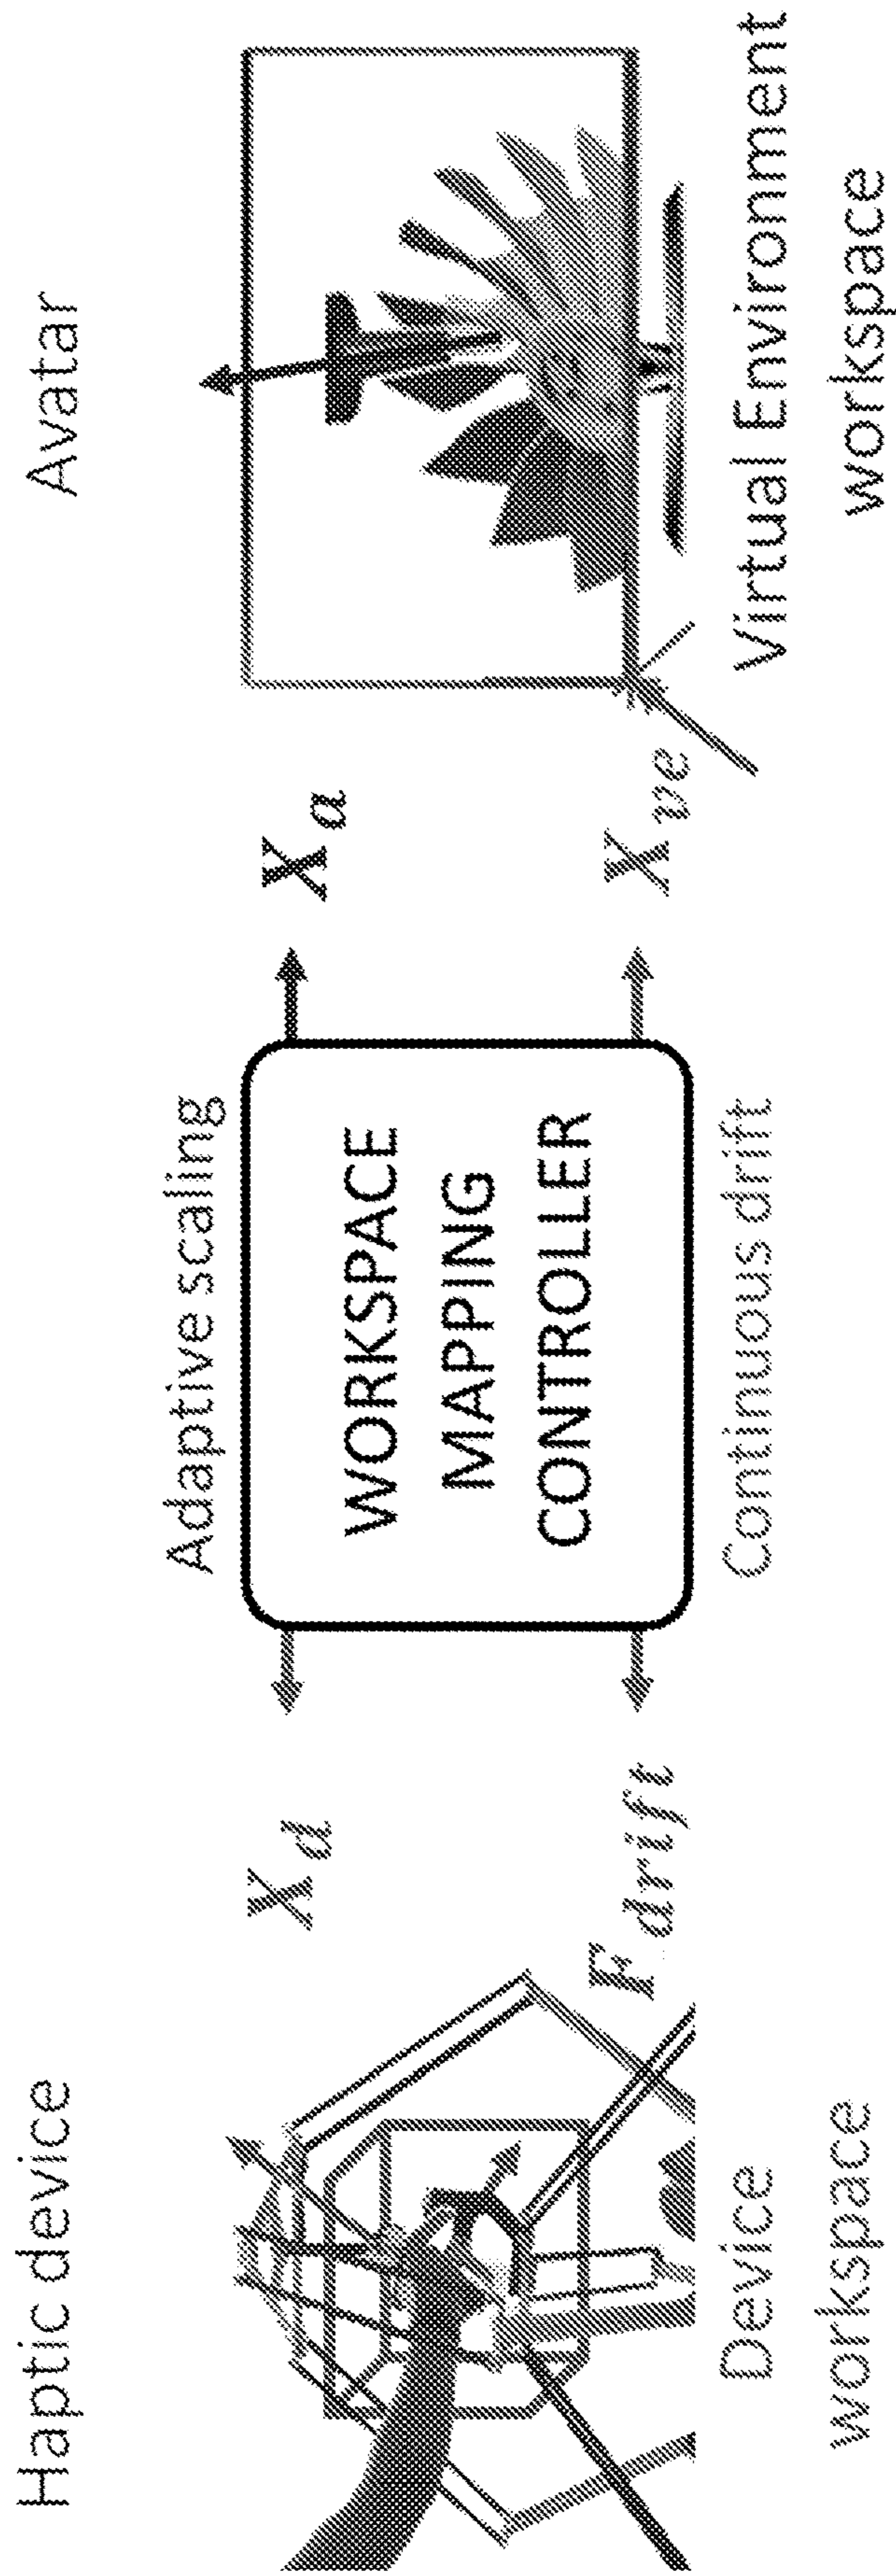 Haptic device
Device
workspace
X d
F drift
Adaptive scaling
WORKSPACE
MAPPING
CONTROLLER
Continuous drift
X a
X ve
Avatar
Virtual Environment
workspace